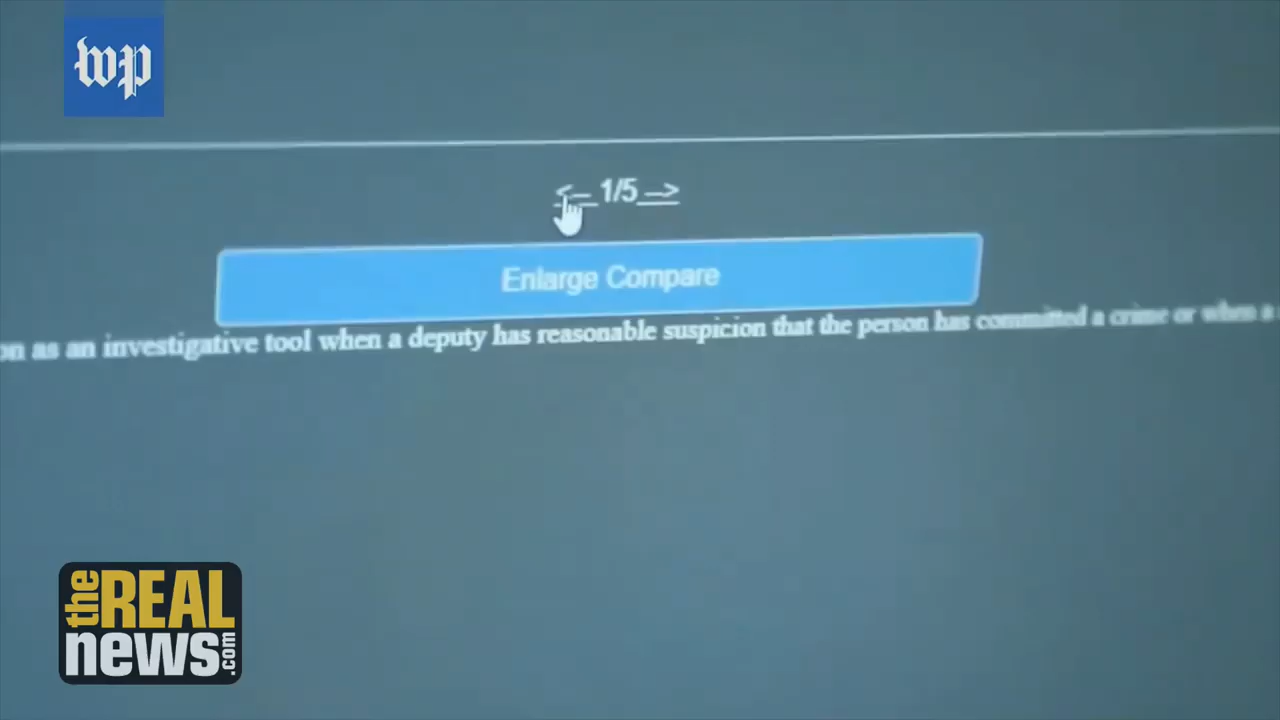 wp
<-- 1/5 -->
Enlarge Compare
on as an investigative tool when a deputy has reasonable suspicion that the person has committed a crime or when a
the
REAL
news.com